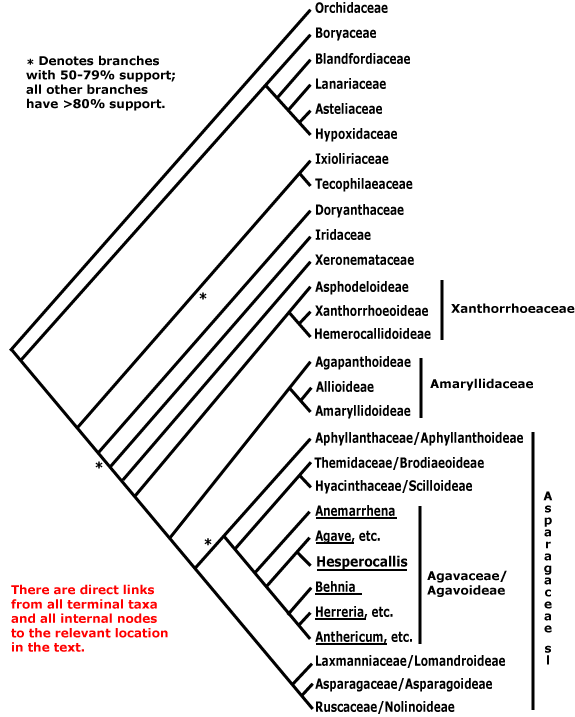 Orchidaceae
Boryaceae
Blandfordiaceae
* Denotes branches
with 50-79% support;
all other branches
have >80% support.
Lanariaceae
Asteliaceae
Hypoxidaceae
Ixioliriaceae
Tecophilaeaceae
Doryanthaceae
Iridaceae
Xeronemataceae
*
Asphodeloideae
Xanthorrhoeoideae
Hemerocallidoideae
Xanthorrhoeaceae
Agapanthoideae
Allioideae
Amaryllidoideae
Amaryllidaceae
Aphyllanthaceae/Aphyllanthoideae
Themidaceae/Brodiaeoideae
*
Hyacinthaceae/Scilloideae
Anemarrhena
Agave, etc.
*
Hesperocallis
Behnia
Herreria, etc.
Anthericum, etc.
Agavaceae/
Agavoideae
Laxmanniaceae/Lomandroideae
Asparagaceae/Asparagoideae
Ruscaceae/Nolinoideae
Asparagaceae sl
There are direct links
from all terminal taxa
and all internal nodes
to the relevant location
in the text.